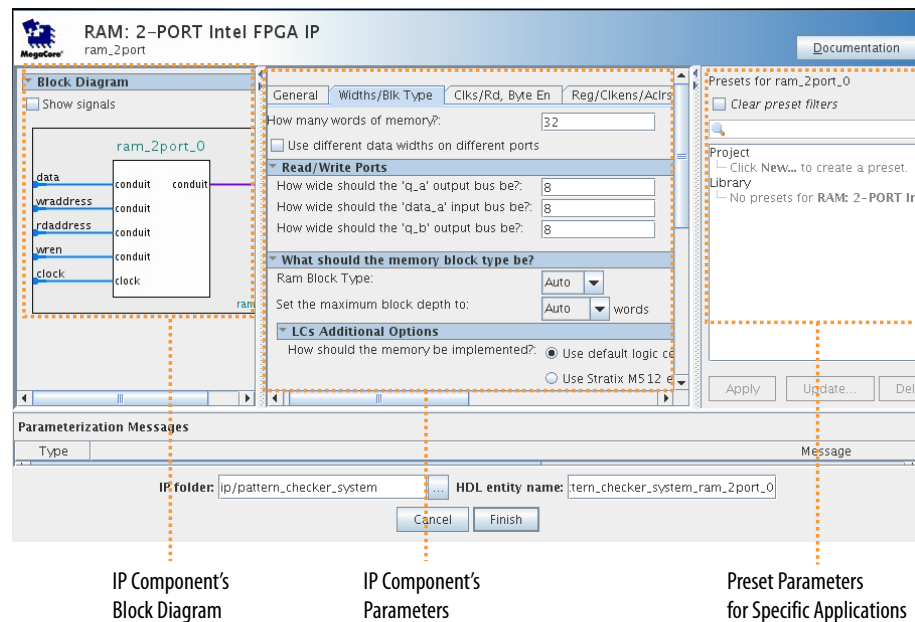 RAM: 2-PORT Intel FPGA IP
MegaCore'
ram_2port
Documentation
Block Diagram
Show signals
ram_2port_0
data
conduit
conduit
wraddress
conduit
rdaddress
conduit
wren
conduit
clock
clock
ram
General
Widths/Blk Type
Clks/Rd, Byte En
Reg/Clkens/Aclrs
How many words of memory?:
32
Use different data widths on different ports
Read/Write Ports
How wide should the 'q_a' output bus be?:
8
How wide should the 'data_a' input bus be?:
8
How wide should the 'q_b' output bus be?:
8
What should the memory block type be?
Ram Block Type:
Auto
Set the maximum block depth to:
Auto
words
LCs Additional Options
How should the memory be implemented?:
Use default logic ce
Use Stratix M512 e
Presets for ram_2port_0
Clear preset filters
Project
Click New... to create a preset.
Library
No presets for RAM: 2-PORT In
Apply
Update...
Del
Parameterization Messages
Type
Message
IP folder:
ip/pattern_checker_system
...
HDL entity name:
tern_checker_system_ram_2port_0
Cancel
Finish
IP Component's
Block Diagram
IP Component's
Parameters
Preset Parameters
for Specific Applications